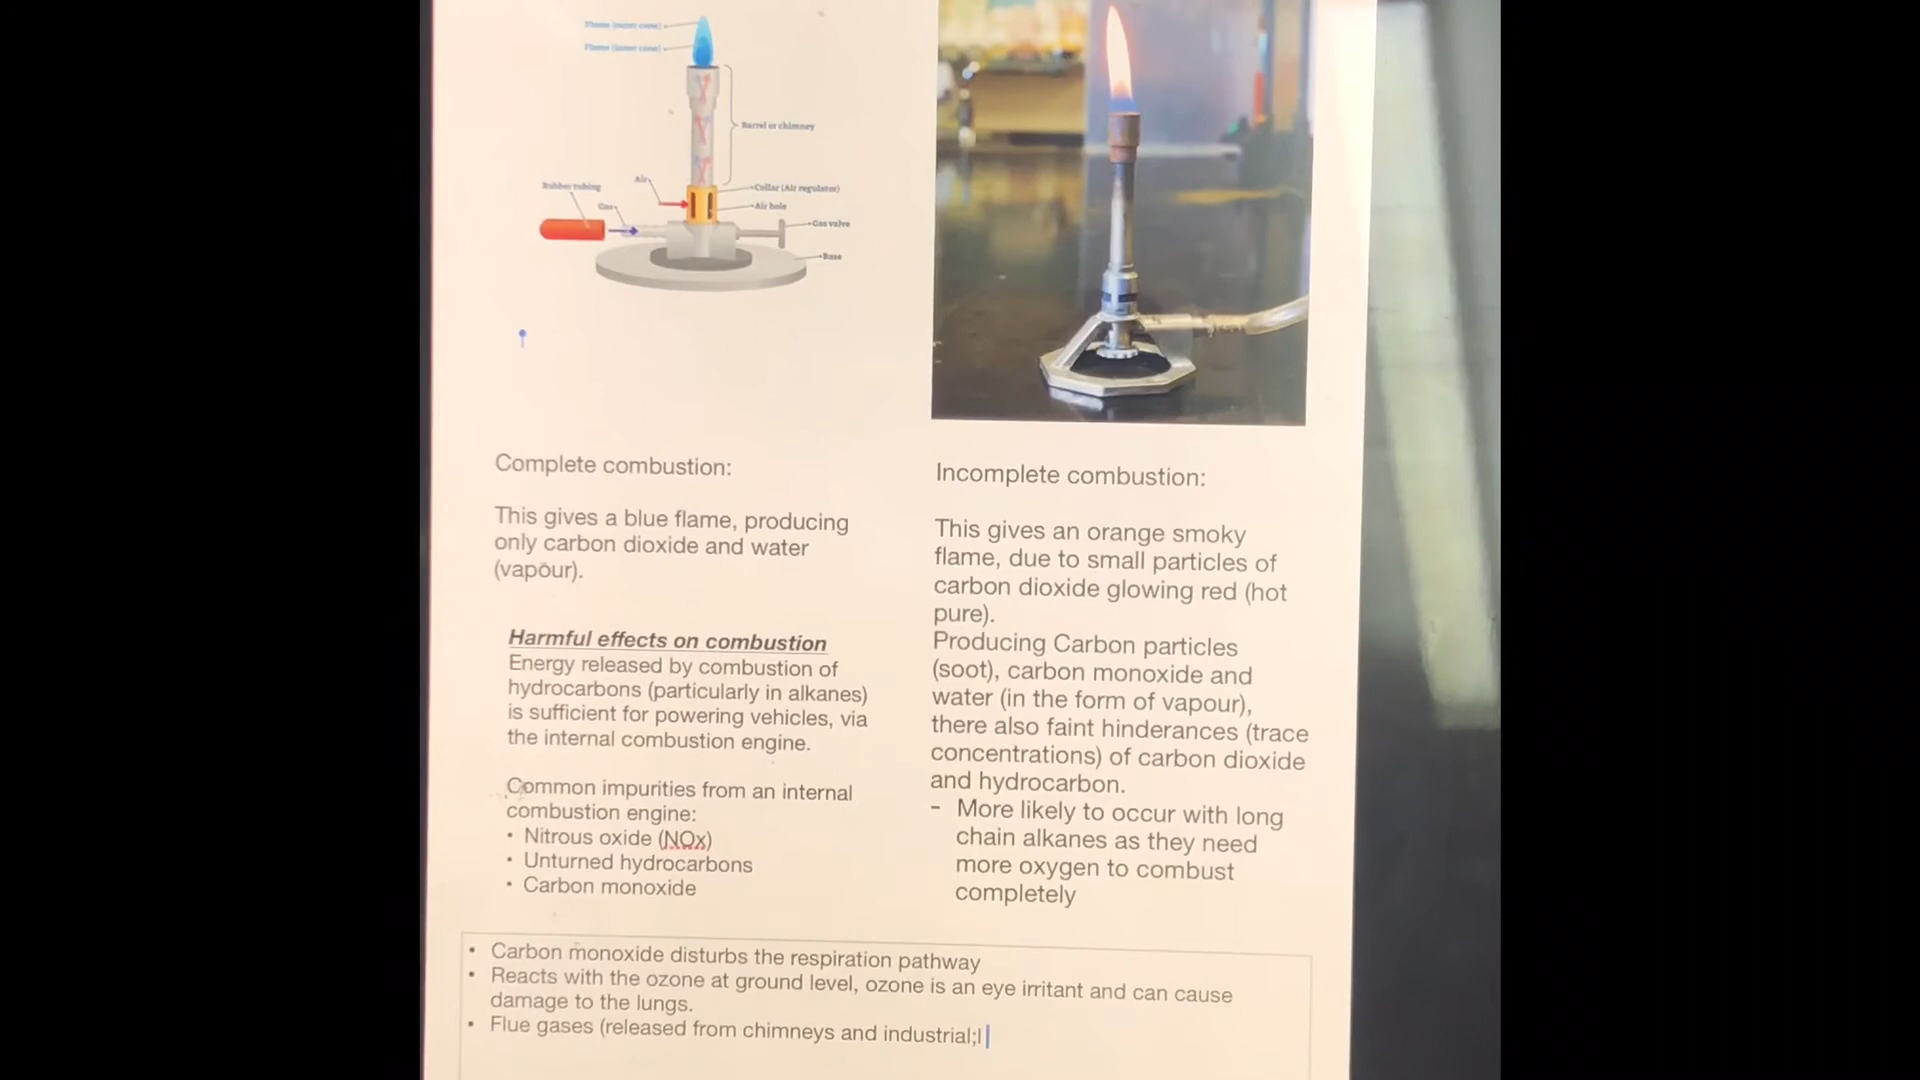 Flame (outer cone)
Flame (inner cone)
Barrel or chimney
Air
Rubber tubing
Gas
Collar (Air regulator)
Air hole
Gas valve
Base
Complete combustion:
This gives a blue flame, producing
only carbon dioxide and water
(vapour).
Harmful effects on combustion
Energy released by combustion of
hydrocarbons (particularly in alkanes)
is sufficient for powering vehicles, via
the internal combustion engine.
Common impurities from an internal
combustion engine:
• Nitrous oxide (NOx)
• Unturned hydrocarbons
• Carbon monoxide
Incomplete combustion:
This gives an orange smoky
flame, due to small particles of
carbon dioxide glowing red (hot
pure).
Producing Carbon particles
(soot), carbon monoxide and
water (in the form of vapour),
there also faint hinderances (trace
concentrations) of carbon dioxide
and hydrocarbon.
- More likely to occur with long
chain alkanes as they need
more oxygen to combust
completely
• Carbon monoxide disturbs the respiration pathway
• Reacts with the ozone at ground level, ozone is an eye irritant and can cause
damage to the lungs.
• Flue gases (released from chimneys and industrial;l